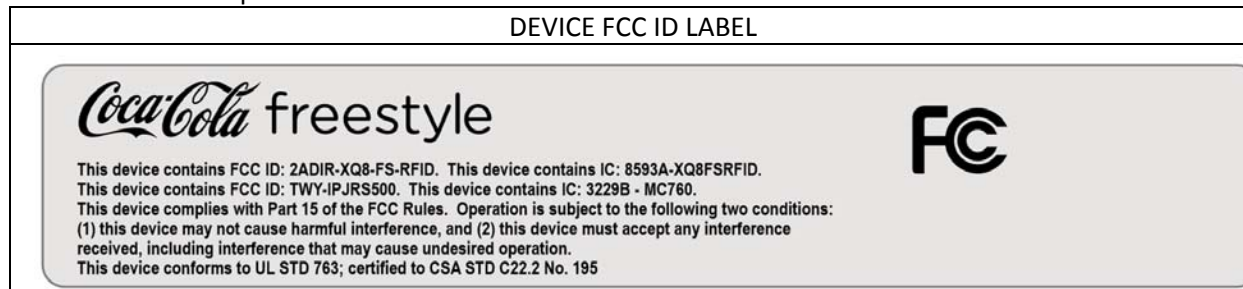 DEVICE FCC ID LABEL
Coca-Cola freestyle
FC
This device contains FCC ID: 2ADIR-XQ8-FS-RFID. This device contains IC: 8593A-XQ8FSRFID.
This device contains FCC ID: TWY-IPJRS500. This device contains IC: 3229B - MC760.
This device complies with Part 15 of the FCC Rules. Operation is subject to the following two conditions:
(1) this device may not cause harmful interference, and (2) this device must accept any interference
received, including interference that may cause undesired operation.
This device conforms to UL STD 763; certified to CSA STD C22.2 No. 195